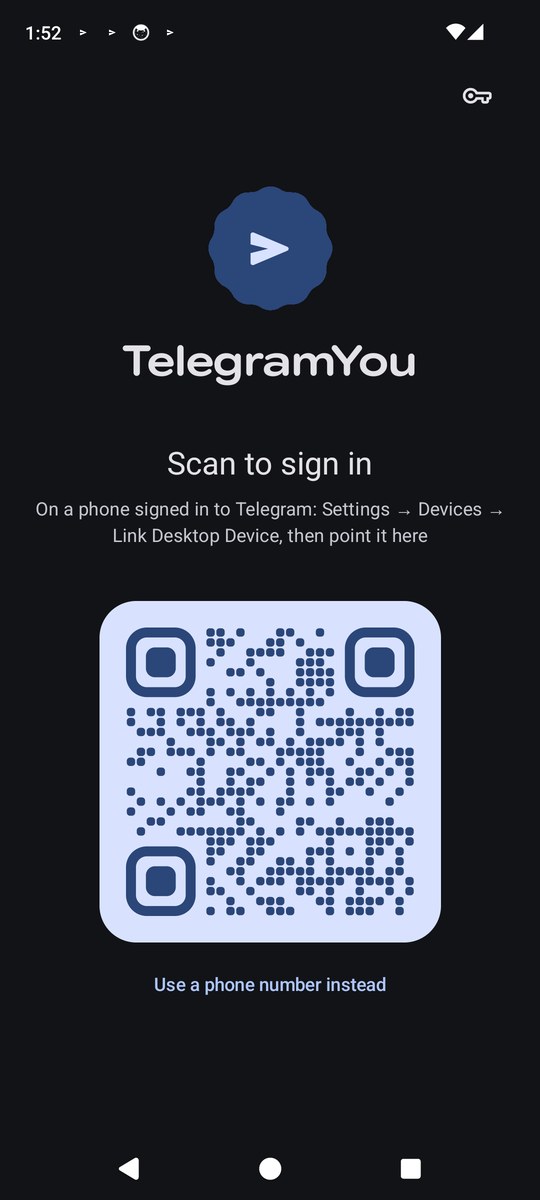 1:52
TelegramYou
Scan to sign in
On a phone signed in to Telegram: Settings → Devices →
Link Desktop Device, then point it here
Use a phone number instead